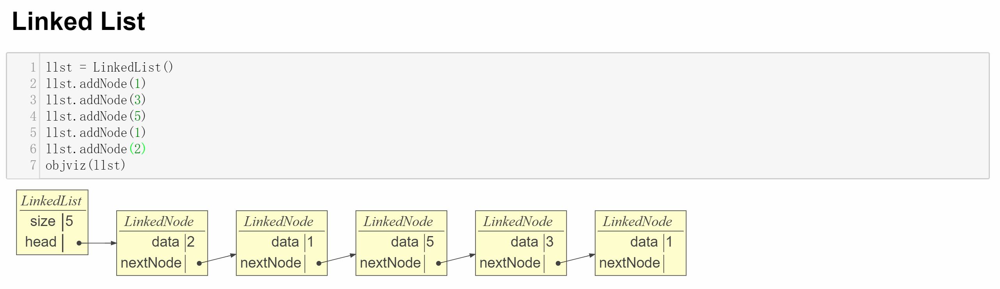 Linked List
1 llst = LinkedList()
2 llst.addNode(1)
3 llst.addNode(3)
4 llst.addNode(5)
5 llst.addNode(1)
6 llst.addNode(2)
7 objviz(llst)
LinkedList
size 5
head
LinkedNode
data 2
nextNode
LinkedNode
data 1
nextNode
LinkedNode
data 5
nextNode
LinkedNode
data 3
nextNode
LinkedNode
data 1
nextNode